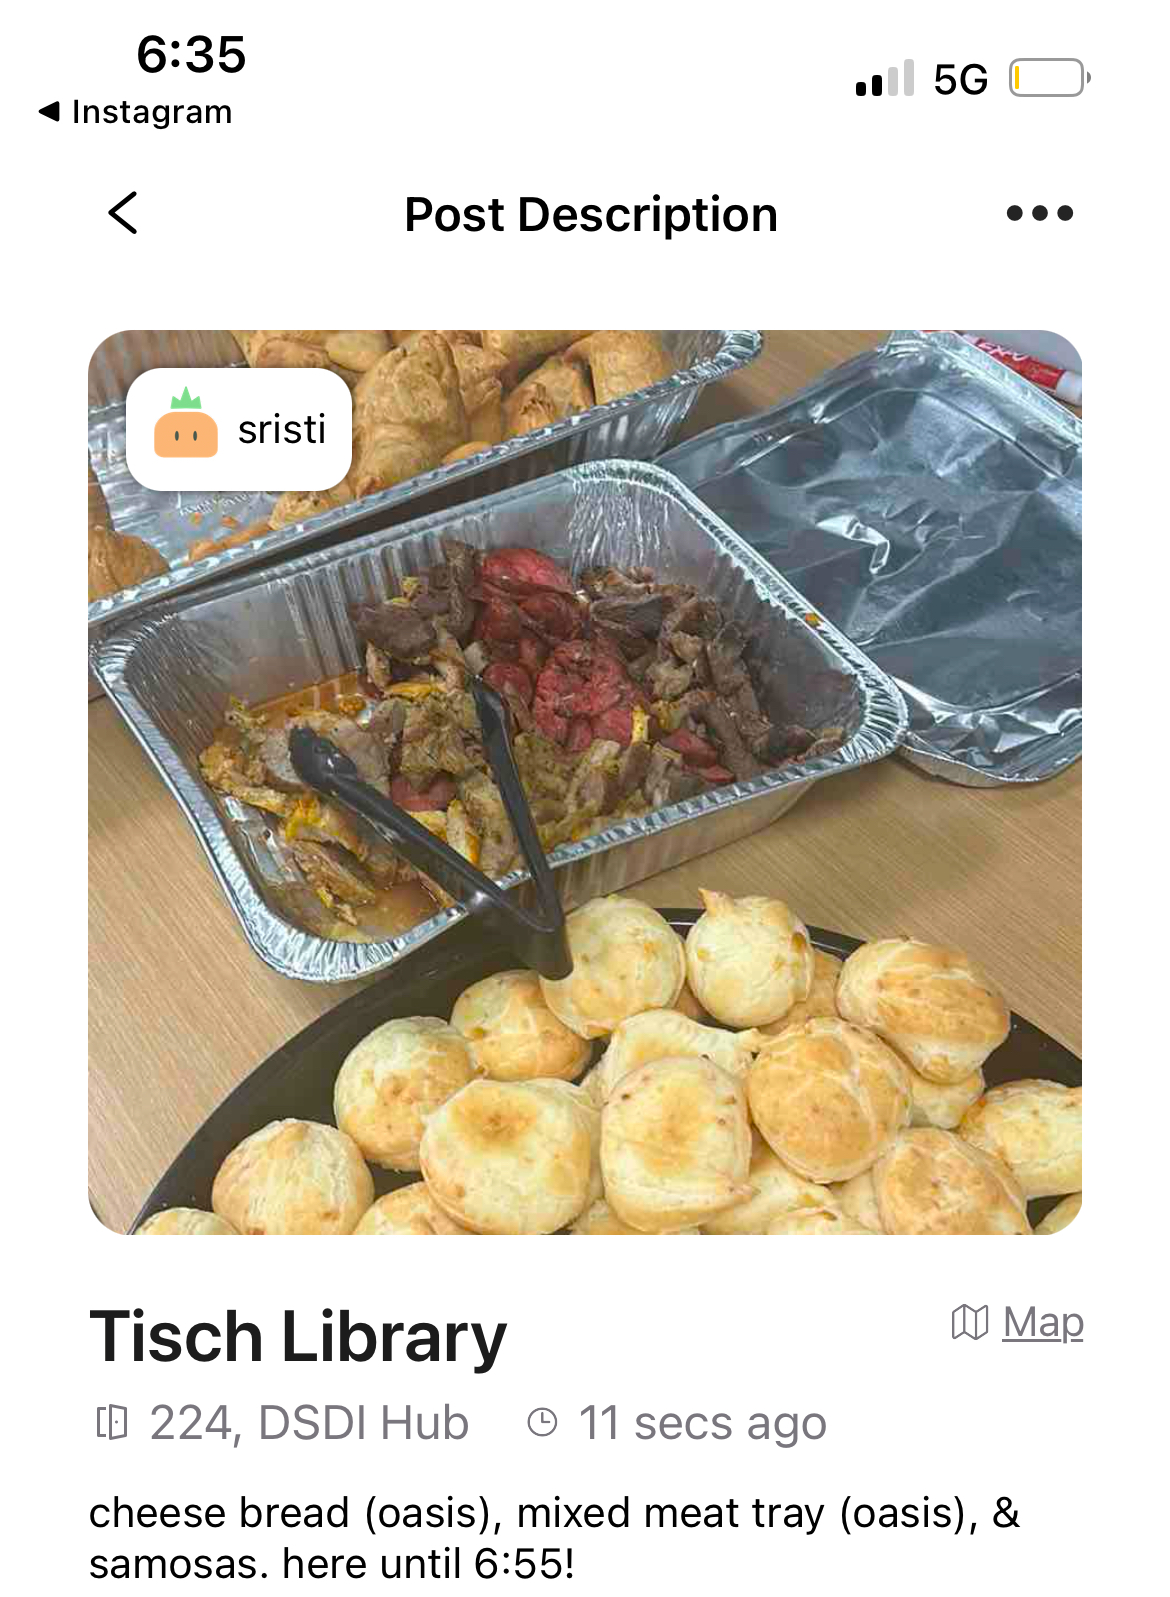 6:35
5G
◀ Instagram
Post Description
sristi
EXPO
Tisch Library
Map
224, DSDI Hub
11 secs ago
cheese bread (oasis), mixed meat tray (oasis), &
samosas. here until 6:55!